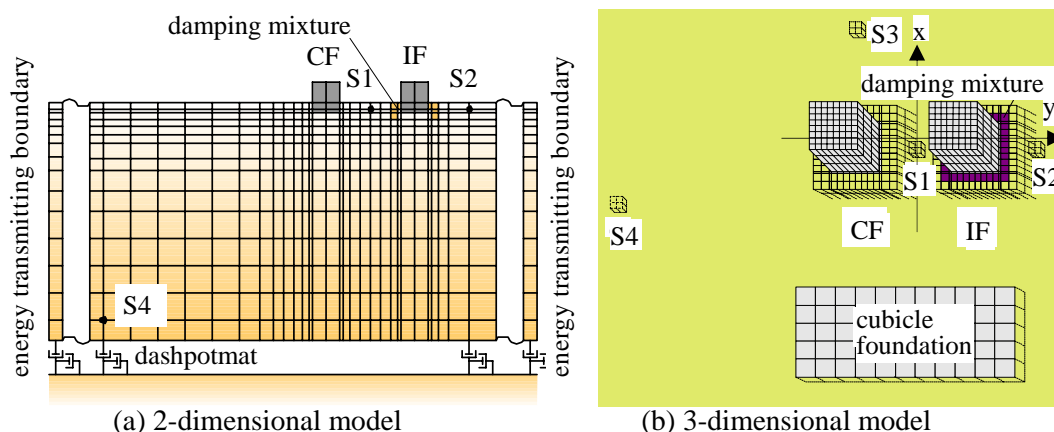 damping mixture
CF
IF
S1
S2
energy transmitting boundary
energy transmitting boundary
S4
dashpotmat
(a) 2-dimensional model
S3
x
damping mixture
y
S1
S2
S4
CF
IF
cubicle
foundation
(b) 3-dimensional model